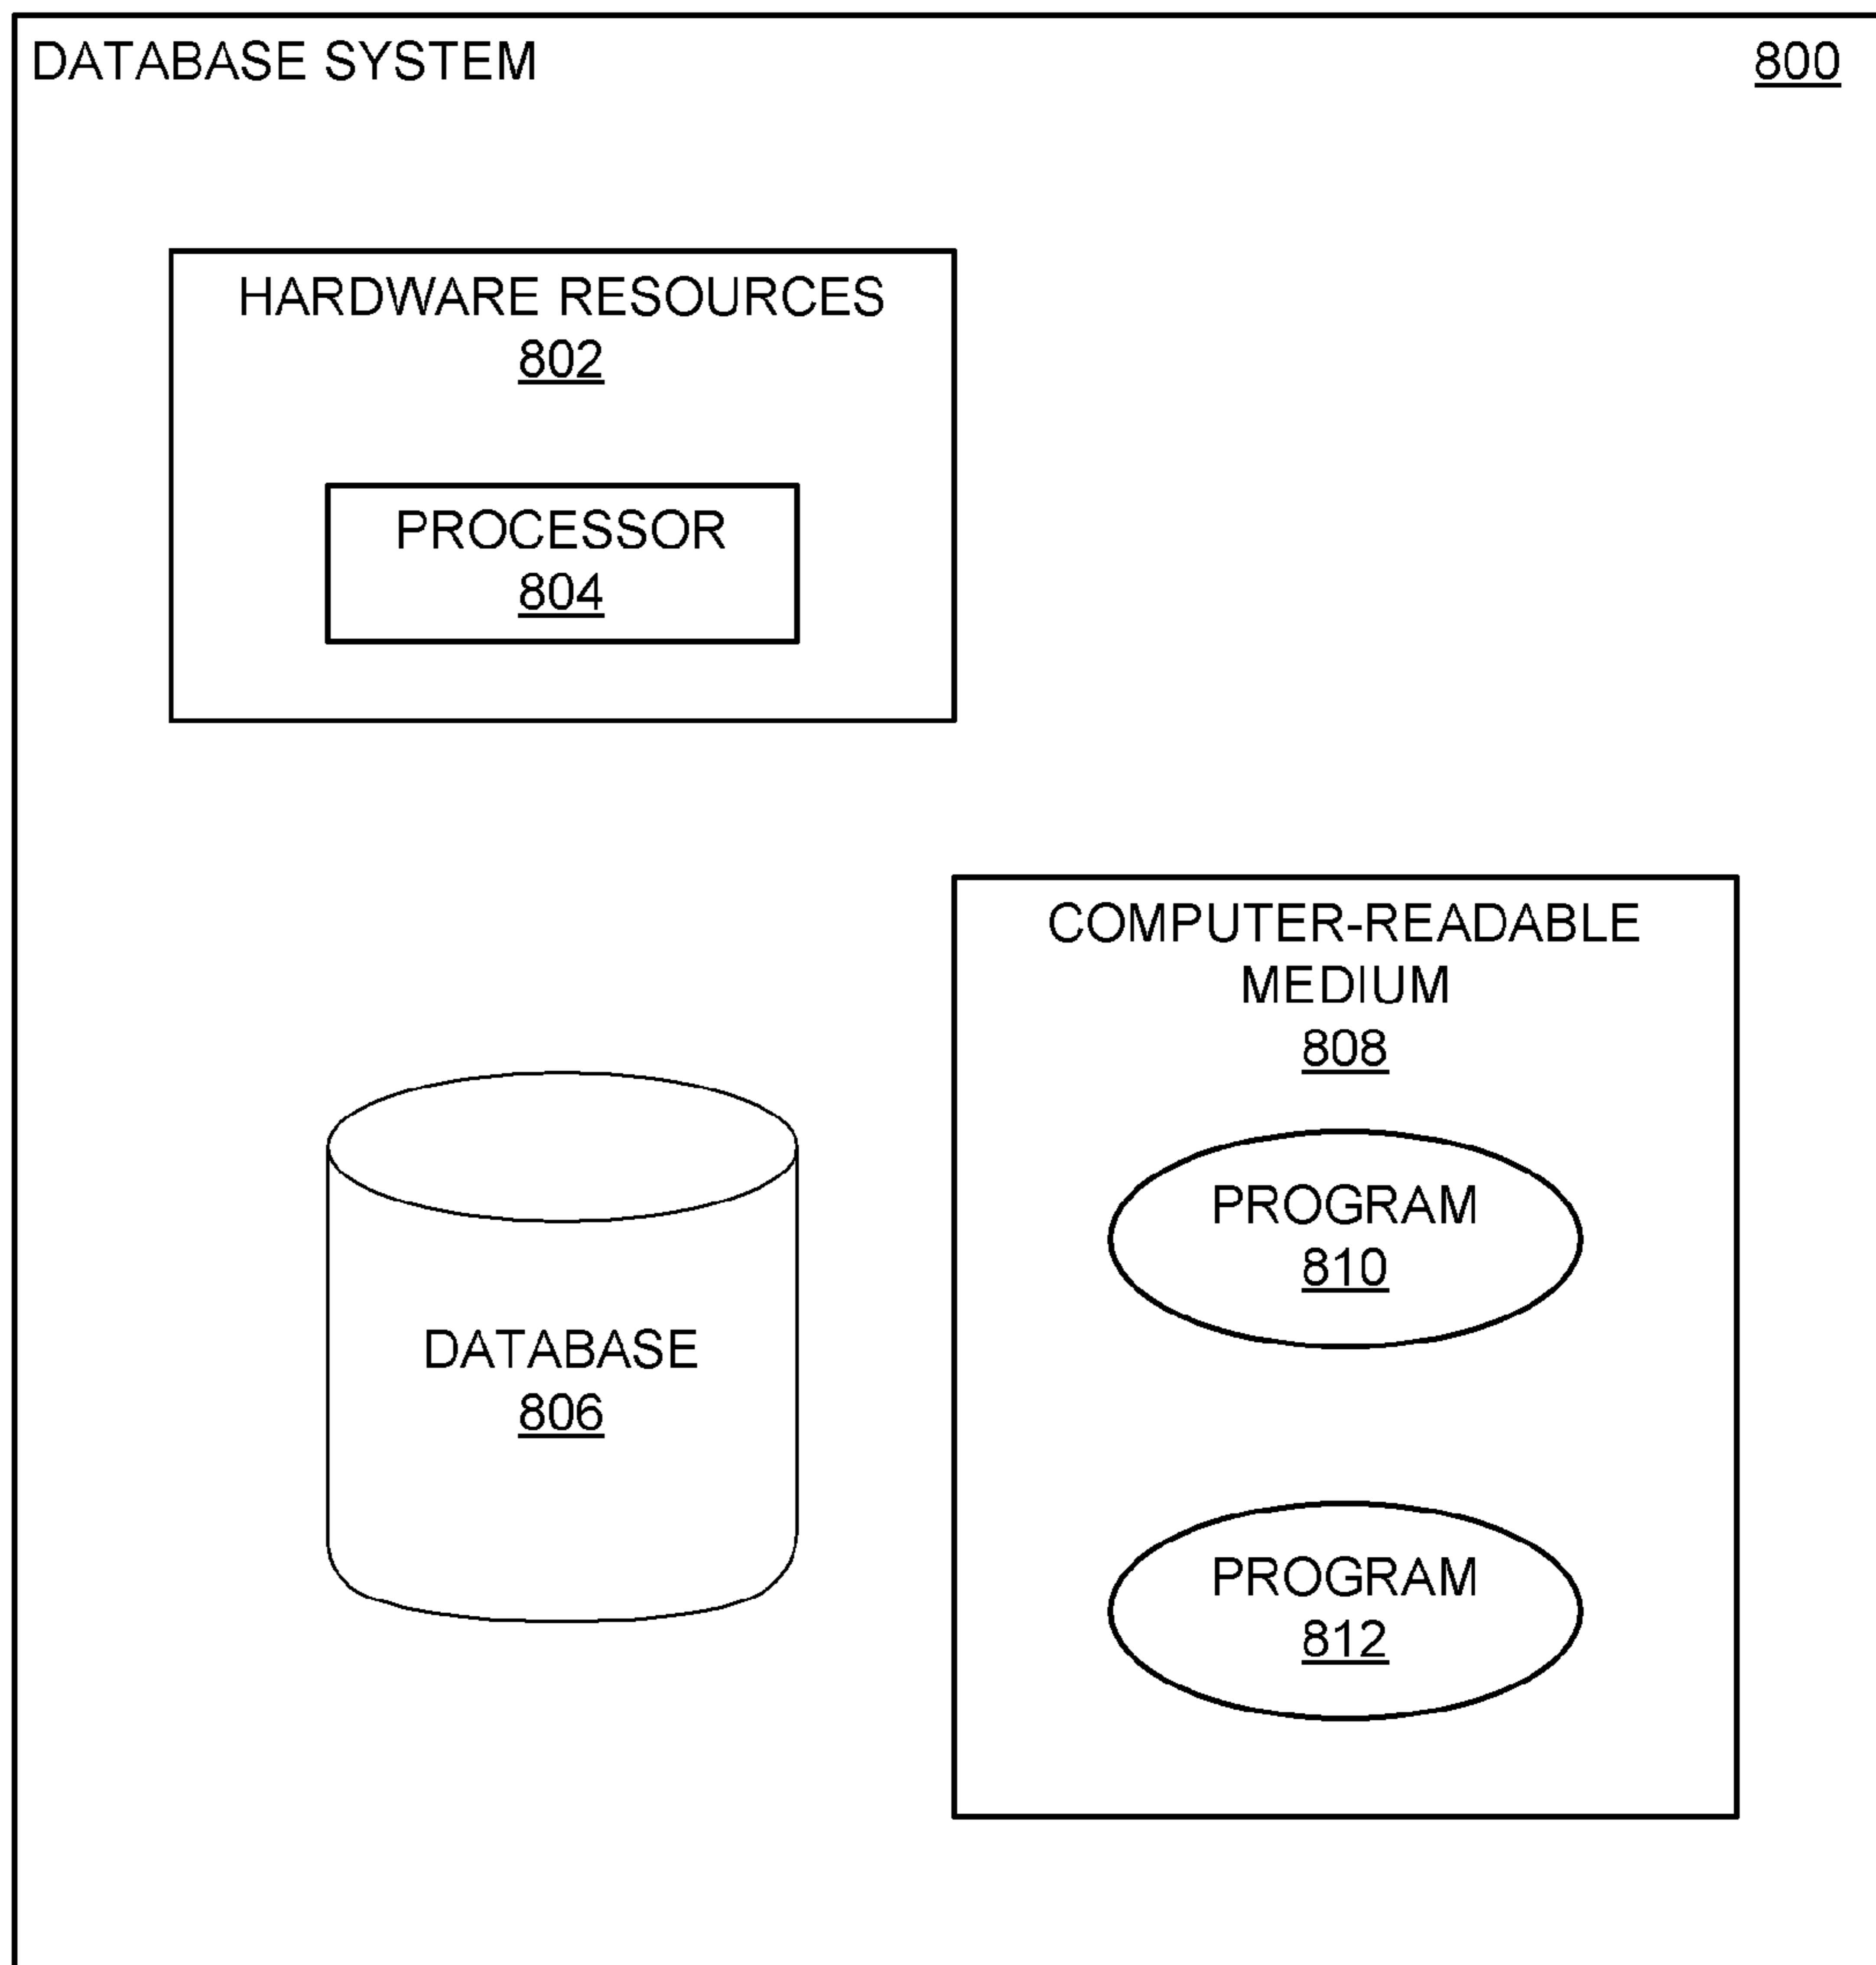 DATABASE SYSTEM 800
HARDWARE RESOURCES
802
PROCESSOR
804
COMPUTER-READABLE
MEDIUM
808
PROGRAM
810
DATABASE
806
PROGRAM
812